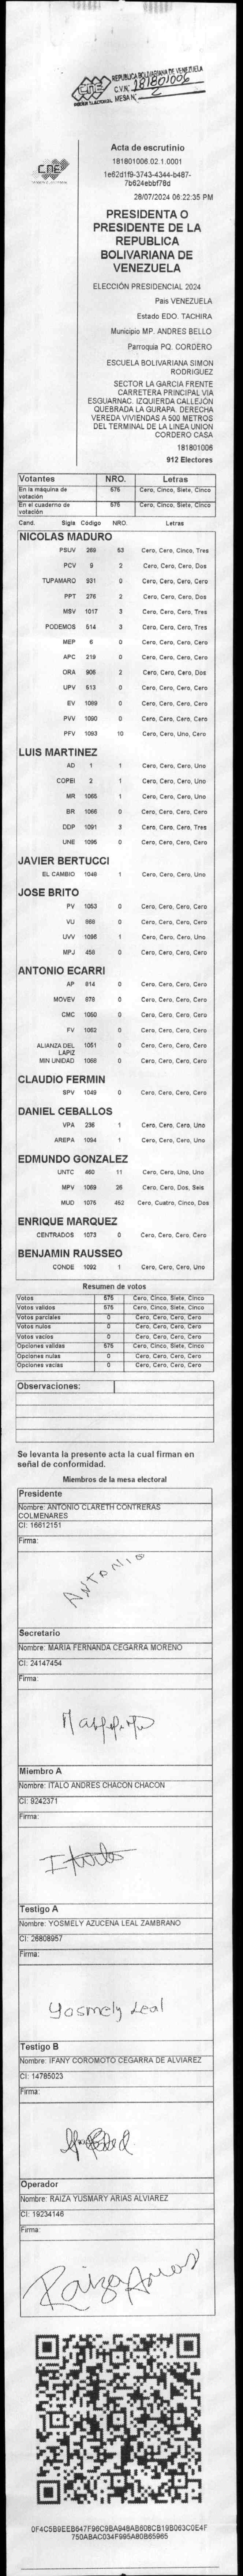 REPUBLICA BOLIVARIANA DE VENEZUELA
CNE
C.V.N° 181801006
PODER ELECTORAL MESA N° 2
CNE
Acta de escrutinio
181801006.02.1.0001
1e62d1f9-3743-4344-b487-
7b624ebbf78d
28/07/2024 06:22:35 PM
PRESIDENTA O
PRESIDENTE DE LA
REPUBLICA
BOLIVARIANA DE
VENEZUELA
ELECCIÓN PRESIDENCIAL 2024
Pais VENEZUELA
Estado EDO. TACHIRA
Municipio MP. ANDRES BELLO
Parroquia PQ. CORDERO
ESCUELA BOLIVARIANA SIMON
RODRIGUEZ
SECTOR LA GARCIA FRENTE
CARRETERA PRINCIPAL VIA
ESGUARNAC. IZQUIERDA CALLEJÓN
QUEBRADA LA GURAPA. DERECHA
VEREDA VIVIENDAS A 500 METROS
DEL TERMINAL DE LA LINEA UNION
CORDERO CASA
181801006
912 Electores
Votantes NRO. Letras
En la máquina de votación 575 Cero, Cinco, Siete, Cinco
En el cuaderno de votación 575 Cero, Cinco, Siete, Cinco
Cand. Sigla Código NRO. Letras
NICOLAS MADURO
PSUV 269 53 Cero, Cero, Cinco, Tres
PCV 9 2 Cero, Cero, Cero, Dos
TUPAMARO 931 0 Cero, Cero, Cero, Cero
PPT 276 2 Cero, Cero, Cero, Dos
MSV 1017 3 Cero, Cero, Cero, Tres
PODEMOS 514 3 Cero, Cero, Cero, Tres
MEP 6 0 Cero, Cero, Cero, Cero
APC 219 0 Cero, Cero, Cero, Cero
ORA 906 2 Cero, Cero, Cero, Dos
UPV 613 0 Cero, Cero, Cero, Cero
EV 1089 0 Cero, Cero, Cero, Cero
PVV 1090 0 Cero, Cero, Cero, Cero
PFV 1093 10 Cero, Cero, Uno, Cero
LUIS MARTINEZ
AD 1 1 Cero, Cero, Cero, Uno
COPEI 2 1 Cero, Cero, Cero, Uno
MR 1065 1 Cero, Cero, Cero, Uno
BR 1066 0 Cero, Cero, Cero, Cero
DDP 1091 3 Cero, Cero, Cero, Tres
UNE 1095 0 Cero, Cero, Cero, Cero
JAVIER BERTUCCI
EL CAMBIO 1048 1 Cero, Cero, Cero, Uno
JOSE BRITO
PV 1053 0 Cero, Cero, Cero, Cero
VU 0 Cero, Cero, Cero, Cero
UVV 1096 1 Cero, Cero, Cero, Uno
MPJ 0 Cero, Cero, Cero, Cero
ANTONIO ECARRI
AP 814 0 Cero, Cero, Cero, Cero
MOVEV 878 0 Cero, Cero, Cero, Cero
CMC 1050 0 Cero, Cero, Cero, Cero
FV 1062 0 Cero, Cero, Cero, Cero
ALIANZA DEL LAPIZ 1051 0 Cero, Cero, Cero, Cero
MIN UNIDAD 1068 0 Cero, Cero, Cero, Cero
CLAUDIO FERMIN
SPV 1049 0 Cero, Cero, Cero, Cero
DANIEL CEBALLOS
VPA 236 1 Cero, Cero, Cero, Uno
AREPA 1094 1 Cero, Cero, Cero, Uno
EDMUNDO GONZALEZ
UNTC 11 Cero, Cero, Uno, Uno
MPV 1069 26 Cero, Cero, Dos, Seis
MUD 1075 452 Cero, Cuatro, Cinco, Dos
ENRIQUE MARQUEZ
CENTRADOS 1073 0 Cero, Cero, Cero, Cero
BENJAMIN RAUSSEO
CONDE 1092 1 Cero, Cero, Cero, Uno
Resumen de votos
Votos 575 Cero, Cinco, Siete, Cinco
Votos validos 575 Cero, Cinco, Siete, Cinco
Votos parciales 0 Cero, Cero, Cero, Cero
Votos nulos 0 Cero, Cero, Cero, Cero
Votos vacios 0 Cero, Cero, Cero, Cero
Opciones validas 575 Cero, Cinco, Siete, Cinco
Opciones nulas 0 Cero, Cero, Cero, Cero
Opciones vacias 0 Cero, Cero, Cero, Cero
Observaciones:
Se levanta la presente acta la cual firman en
señal de conformidad.
Miembros de la mesa electoral
Presidente
Nombre: ANTONIO CLARETH CONTRERAS
COLMENARES
CI: 16612151
Firma:
ANTONIO
Secretario
Nombre: MARIA FERNANDA CEGARRA MORENO
CI: 24147454
Firma:
Miembro A
Nombre: ITALO ANDRES CHACON CHACON
CI: 9242371
Firma:
Testigo A
Nombre: YOSMELY AZUCENA LEAL ZAMBRANO
CI: 26808957
Firma:
Yosmely Leal
Testigo B
Nombre: IFANY COROMOTO CEGARRA DE ALVIAREZ
CI: 14785023
Firma:
Operador
Nombre: RAIZA YUSMARY ARIAS ALVIAREZ
CI: 19234146
Firma:
Raiza Arias
0F4C5B9EEB647F96C9BA948AB608CB19B063C0E4F
750ABAC034F995A80B65965